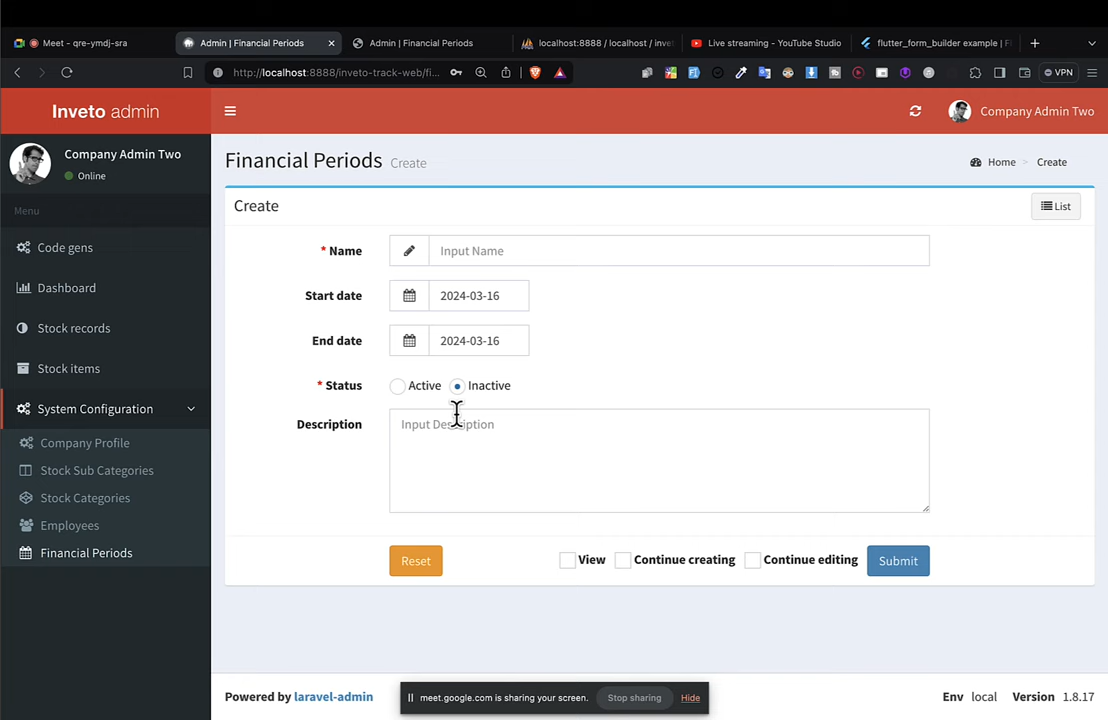 Meet - qre-ymdj-sra
Admin | Financial Periods
Admin | Financial Periods
localhost:8888 / localhost / inve
Live streaming - YouTube Studio
flutter_form_builder example | F
http://localhost:8888/inveto-track-web/fi...
VPN
Inveto admin
Company Admin Two
Company Admin Two
Online
Financial Periods Create
Home > Create
Menu
Create
List
Code gens
Dashboard
Stock records
Stock items
System Configuration
Company Profile
Stock Sub Categories
Stock Categories
Employees
Financial Periods
* Name Input Name
Start date 2024-03-16
End date 2024-03-16
* Status Active Inactive
Description Input Description
Reset View Continue creating Continue editing Submit
Powered by laravel-admin
meet.google.com is sharing your screen. Stop sharing Hide
Env local Version 1.8.17